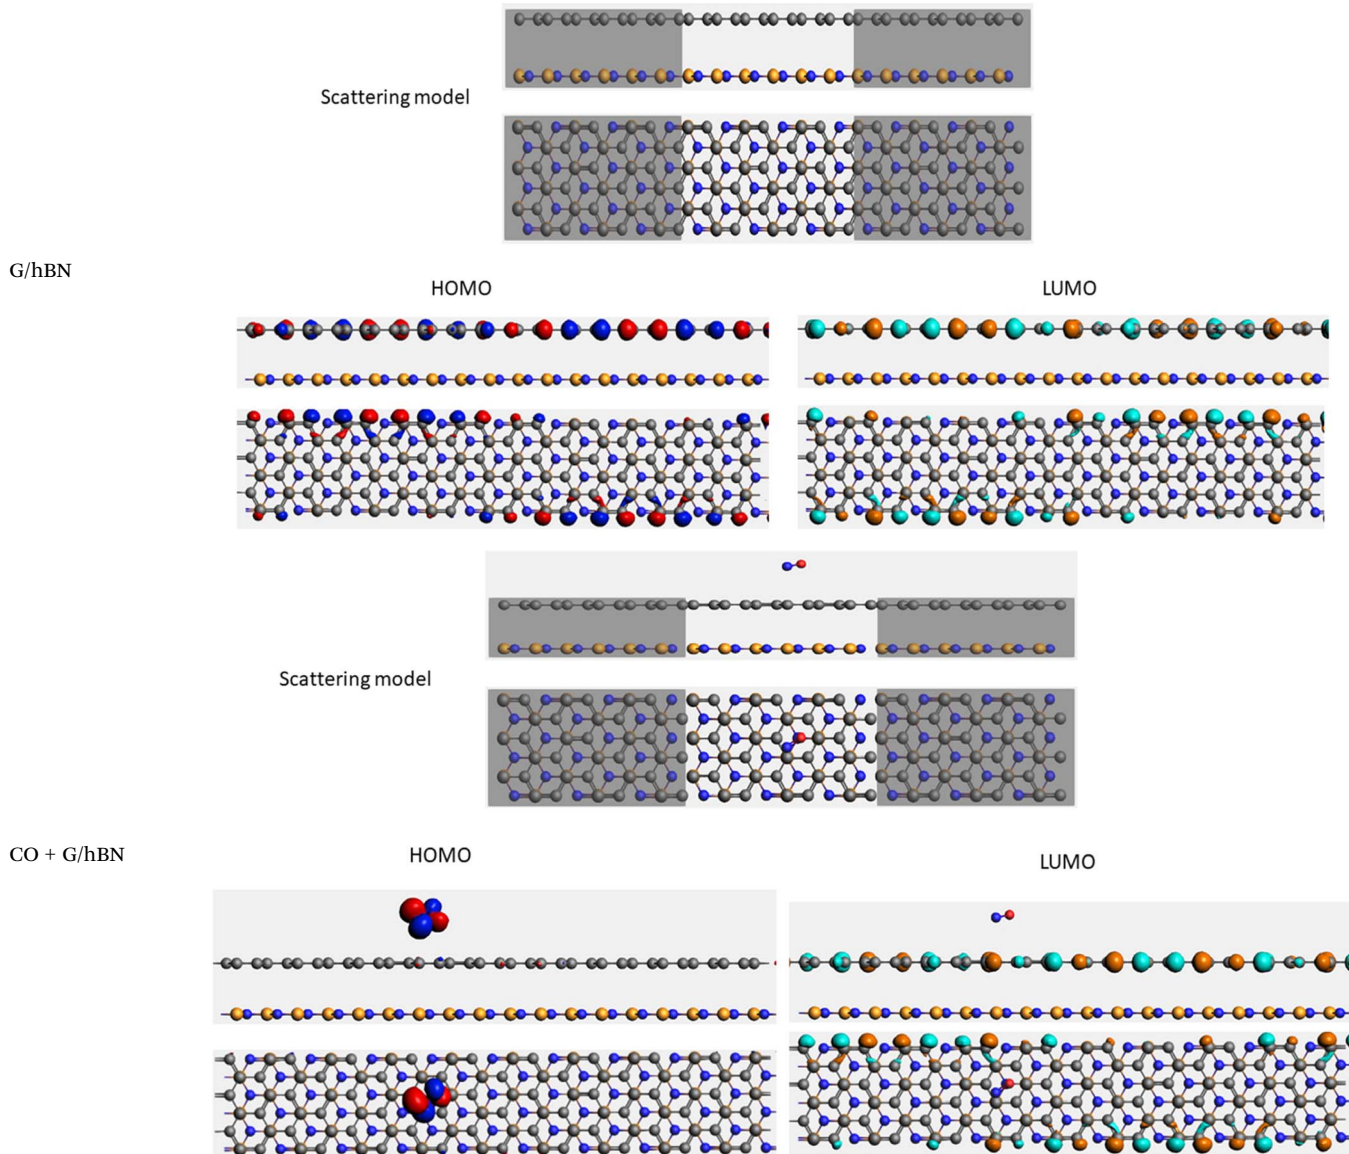 Scattering model
G/hBN
HOMO
LUMO
Scattering model
CO + G/hBN
HOMO
LUMO